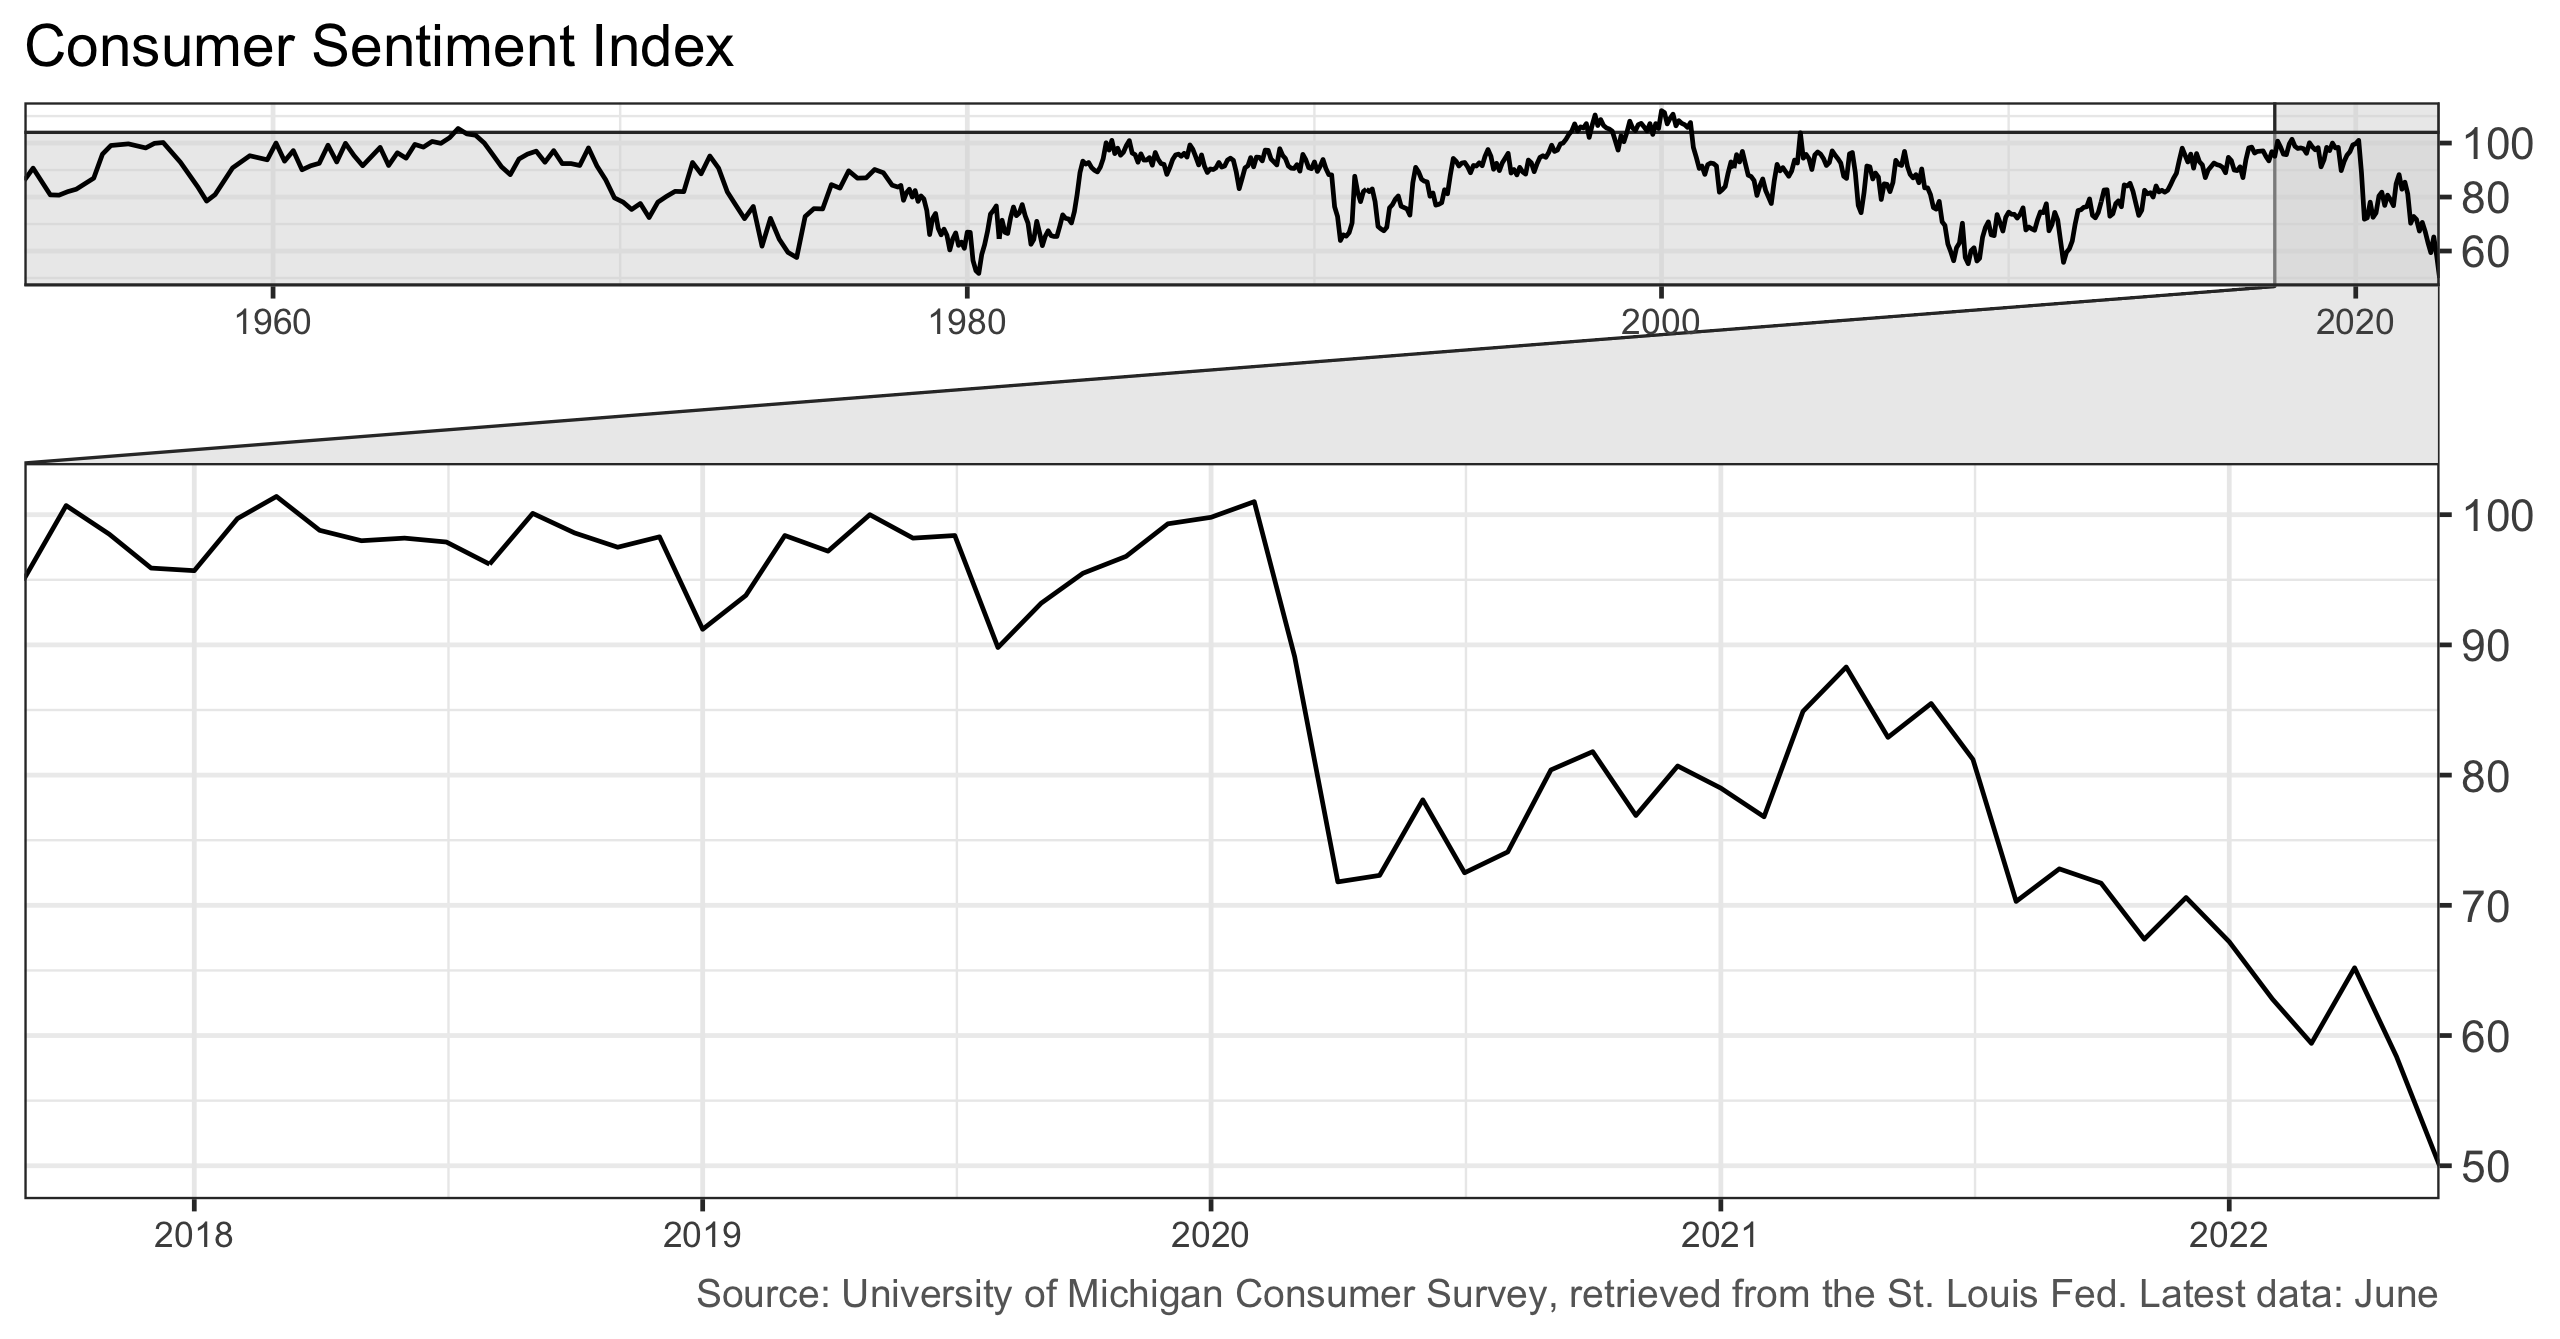 Consumer Sentiment Index
100
80
60
1960 1980 2000 2020
100
90
80
70
60
50
2018 2019 2020 2021 2022
Source: University of Michigan Consumer Survey, retrieved from the St. Louis Fed. Latest data: June